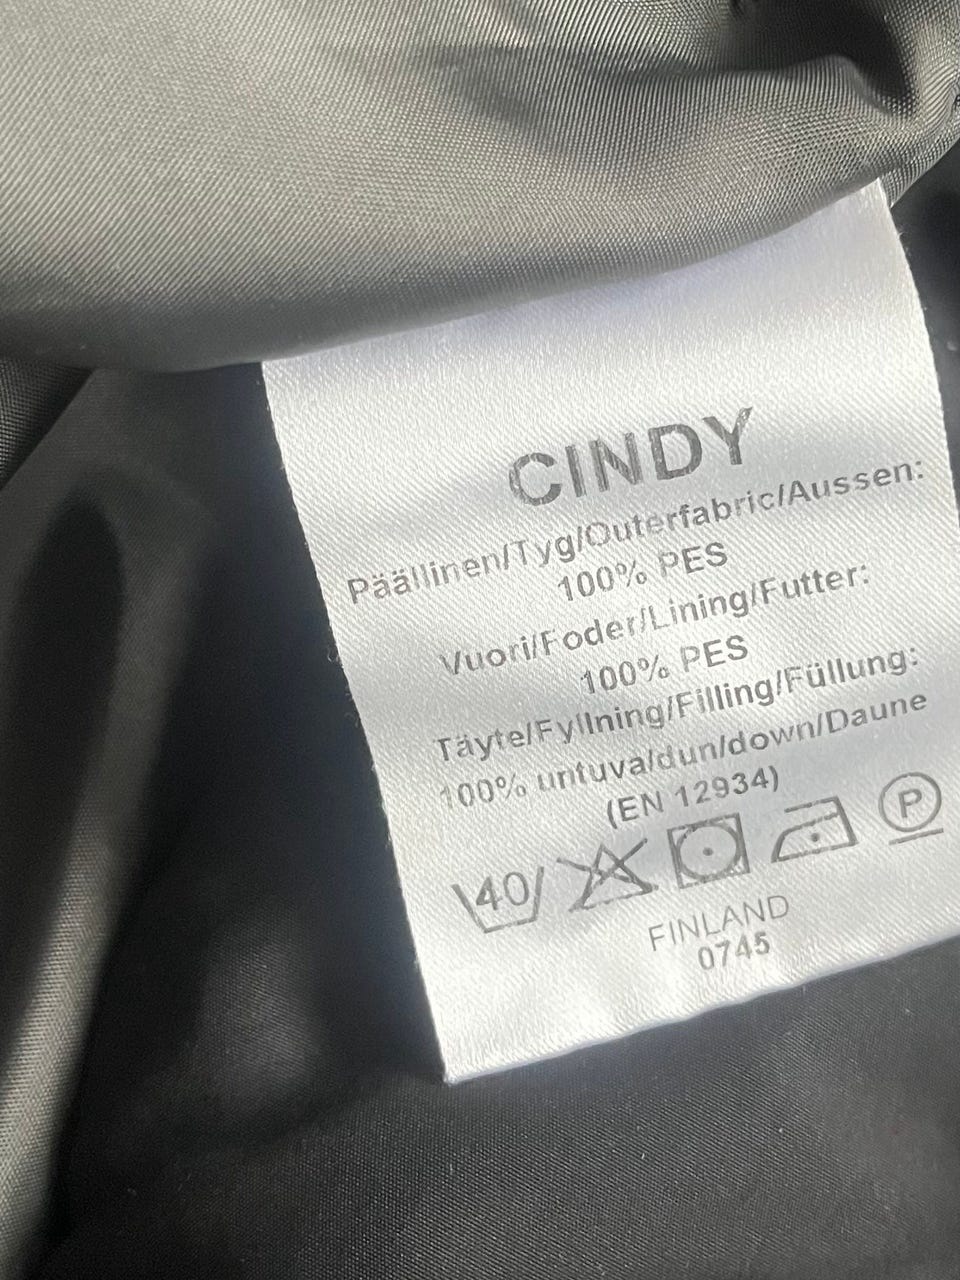 CINDY
Päällinen/Tyg/Outerfabric/Aussen:
100% PES
Vuori/Foder/Lining/Futter:
100% PES
Täyte/Fyllning/Filling/Füllung:
100% untuva/dun/down/Daune
(EN 12934)
40 P
FINLAND
0745